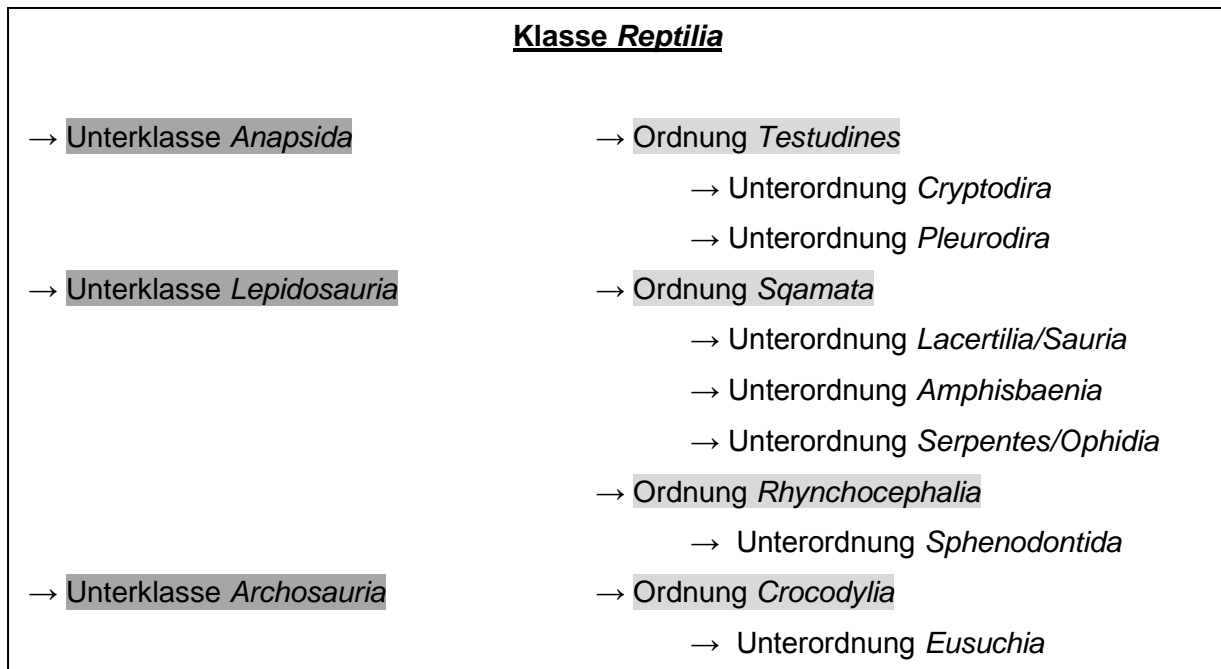 Klasse Reptilia
→ Unterklasse Anapsida → Ordnung Testudines
→ Unterordnung Cryptodira
→ Unterordnung Pleurodira
→ Unterklasse Lepidosauria → Ordnung Sqamata
→ Unterordnung Lacertilia/Sauria
→ Unterordnung Amphisbaenia
→ Unterordnung Serpentes/Ophidia
→ Ordnung Rhynchocephalia
→ Unterordnung Sphenodontida
→ Unterklasse Archosauria → Ordnung Crocodylia
→ Unterordnung Eusuchia